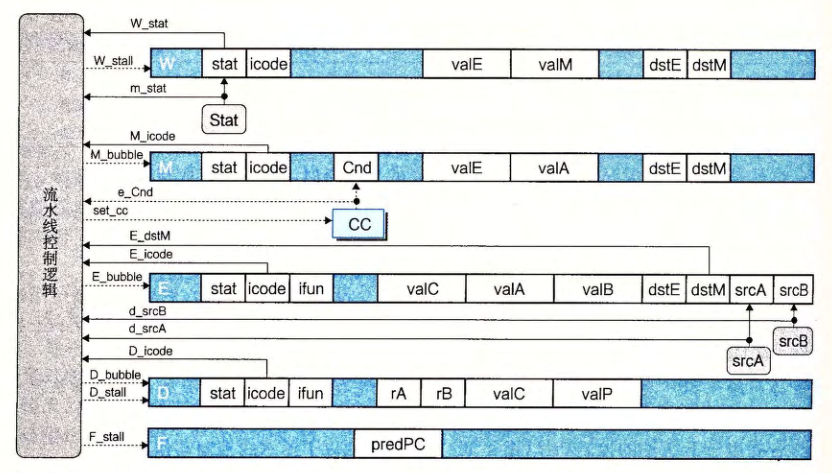 W_stat
W_stall
W stat icode valE valM dstE dstM
m_stat
Stat
M_icode
M_bubble
M stat icode Cnd valE valA dstE dstM
e_Cnd
set_cc
CC
流水线控制逻辑
E_dstM
E_icode
E_bubble
E stat icode ifun valC valA valB dstE dstM srcA srcB
d_srcB
d_srcA
srcB
srcA
D_icode
D_bubble
D_stall
D stat icode ifun rA rB valC valP
F_stall
F predPC